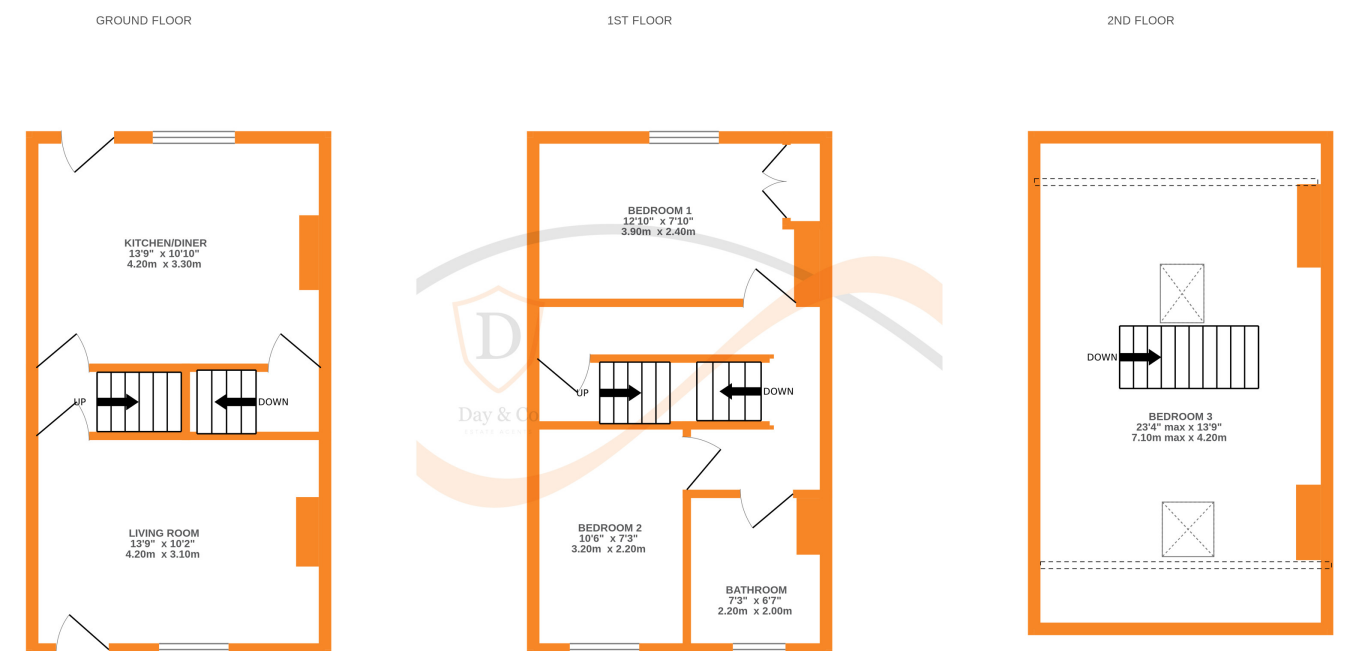 GROUND FLOOR
1ST FLOOR
2ND FLOOR
KITCHEN/DINER
13'9" x 10'10"
4.20m x 3.30m
UP
DOWN
LIVING ROOM
13'9" x 10'2"
4.20m x 3.10m
BEDROOM 1
12'10" x 7'10"
3.90m x 2.40m
D
Day & Co
UP
DOWN
BEDROOM 2
10'6" x 7'3"
3.20m x 2.20m
BATHROOM
7'3" x 6'7"
2.20m x 2.00m
DOWN
BEDROOM 3
23'4" max x 13'9"
7.10m max x 4.20m